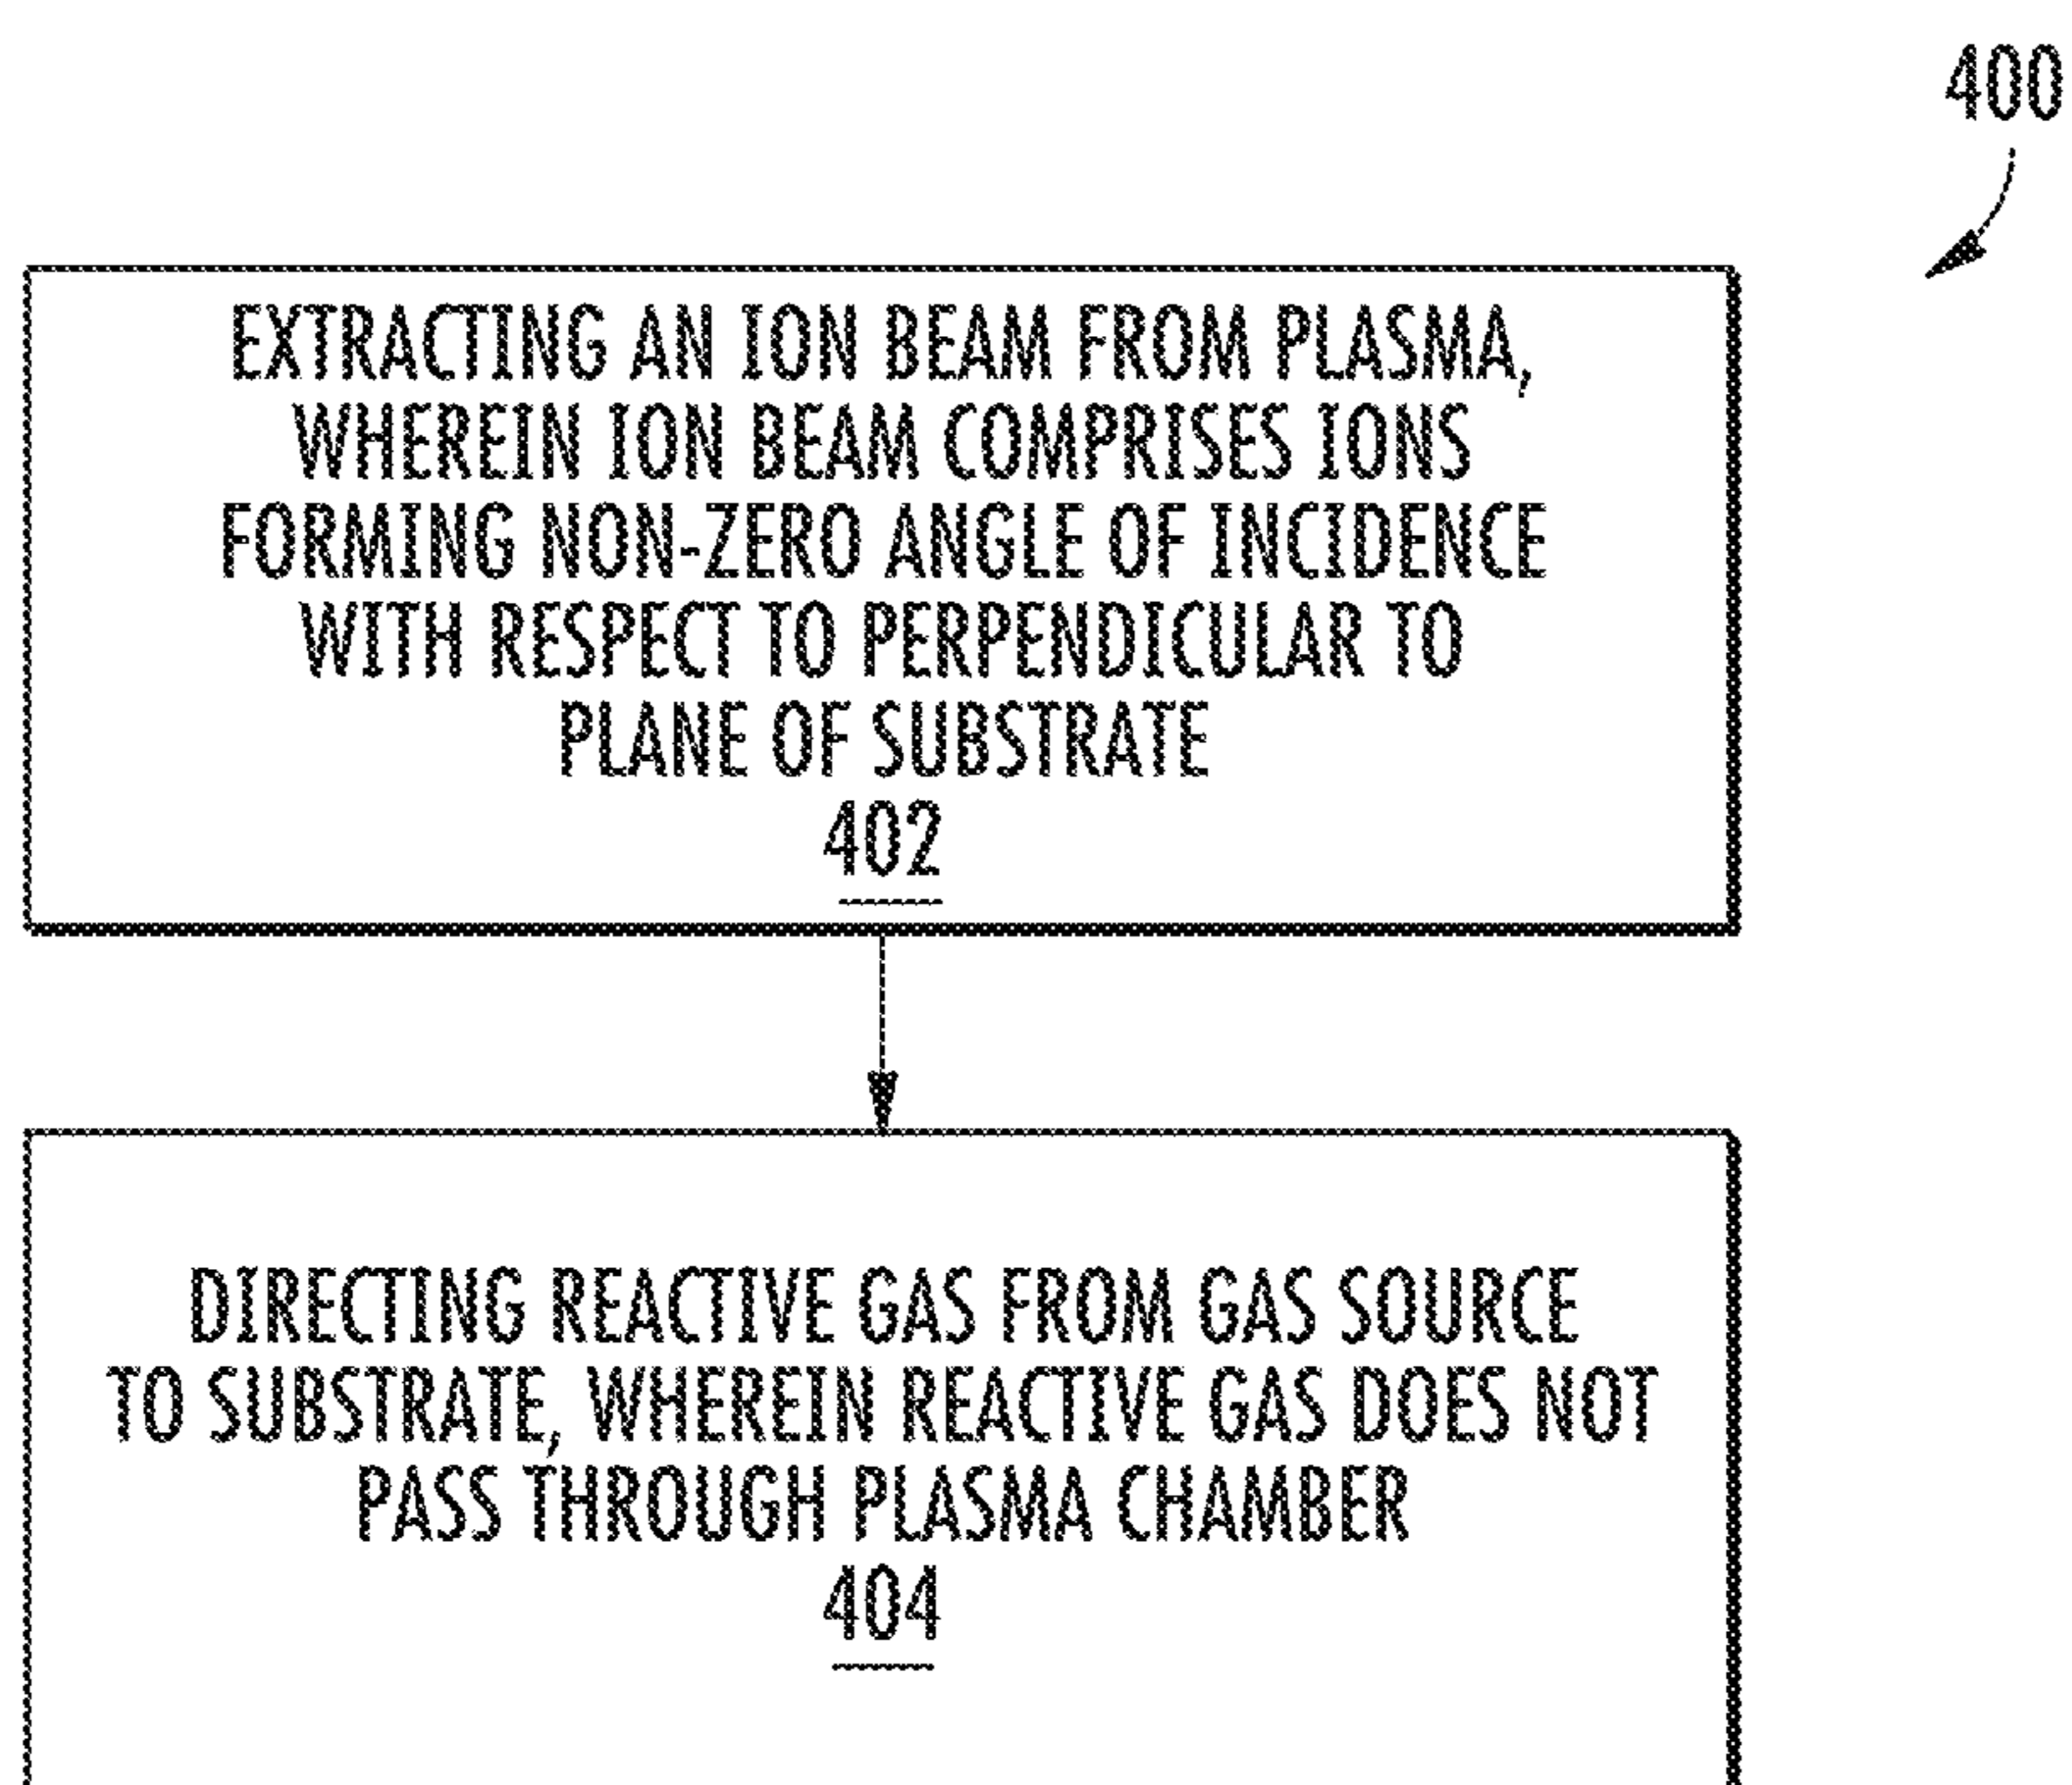 400
EXTRACTING AN ION BEAM FROM PLASMA,
WHEREIN ION BEAM COMPRISES IONS
FORMING NON-ZERO ANGLE OF INCIDENCE
WITH RESPECT TO PERPENDICULAR TO
PLANE OF SUBSTRATE
402
DIRECTING REACTIVE GAS FROM GAS SOURCE
TO SUBSTRATE, WHEREIN REACTIVE GAS DOES NOT
PASS THROUGH PLASMA CHAMBER
404